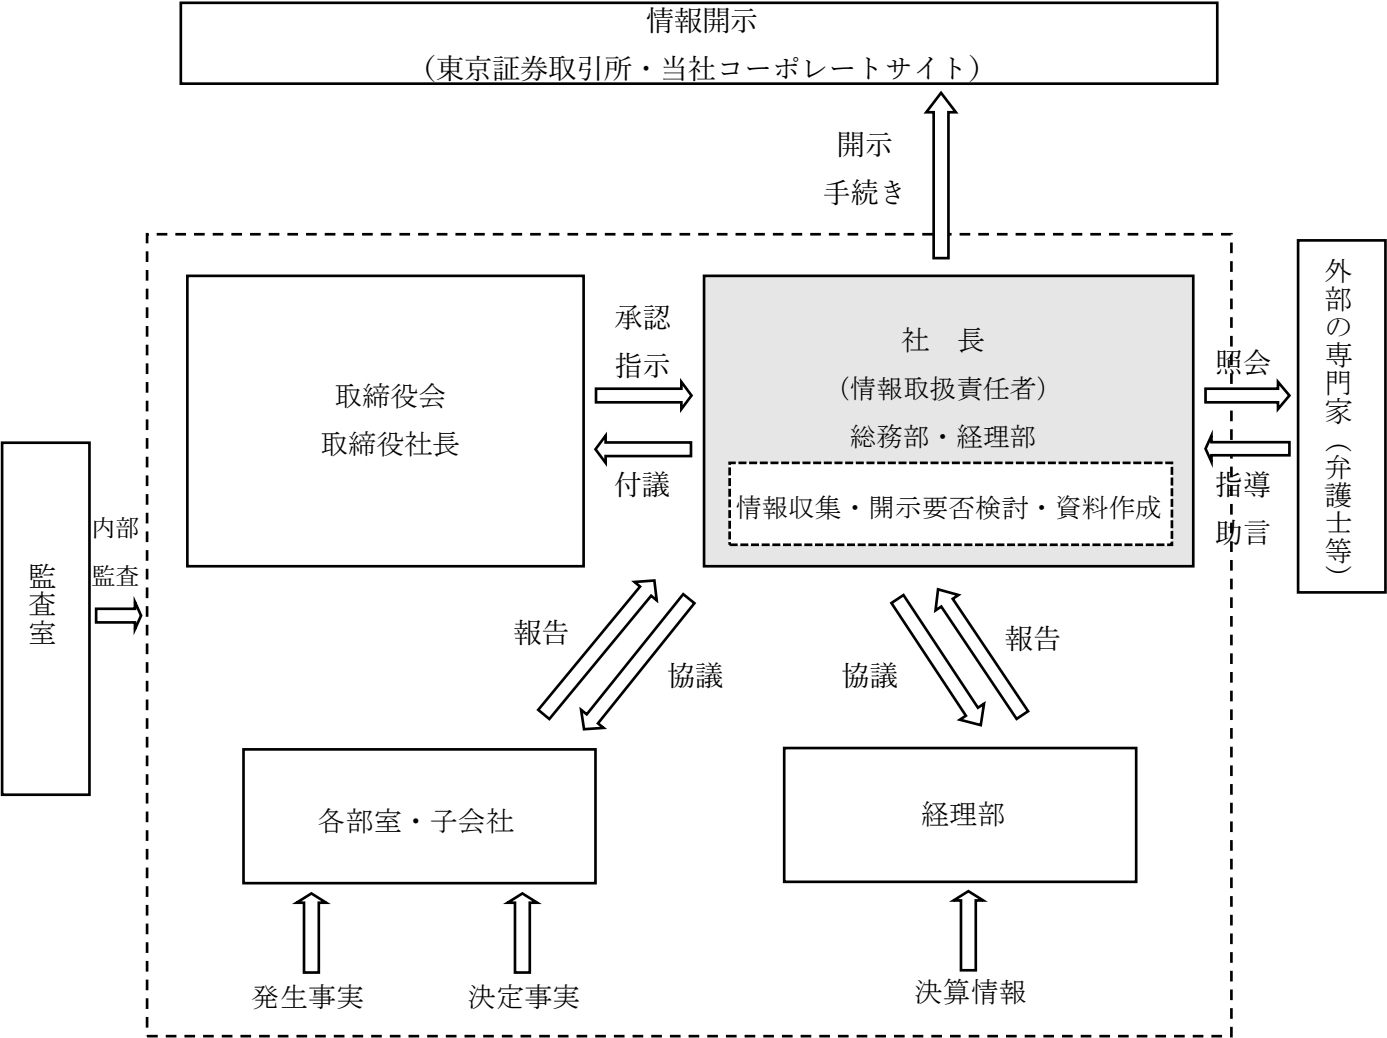 情報開示
（東京証券取引所・当社コーポレートサイト）
開示
手続き
取締役会
取締役社長
承認
指示
付議
社　長
（情報取扱責任者）
総務部・経理部
情報収集・開示要否検討・資料作成
照会
指導
助言
外部の専門家（弁護士等）
監査室
内部
監査
報告
協議
協議
報告
各部室・子会社
経理部
発生事実
決定事実
決算情報